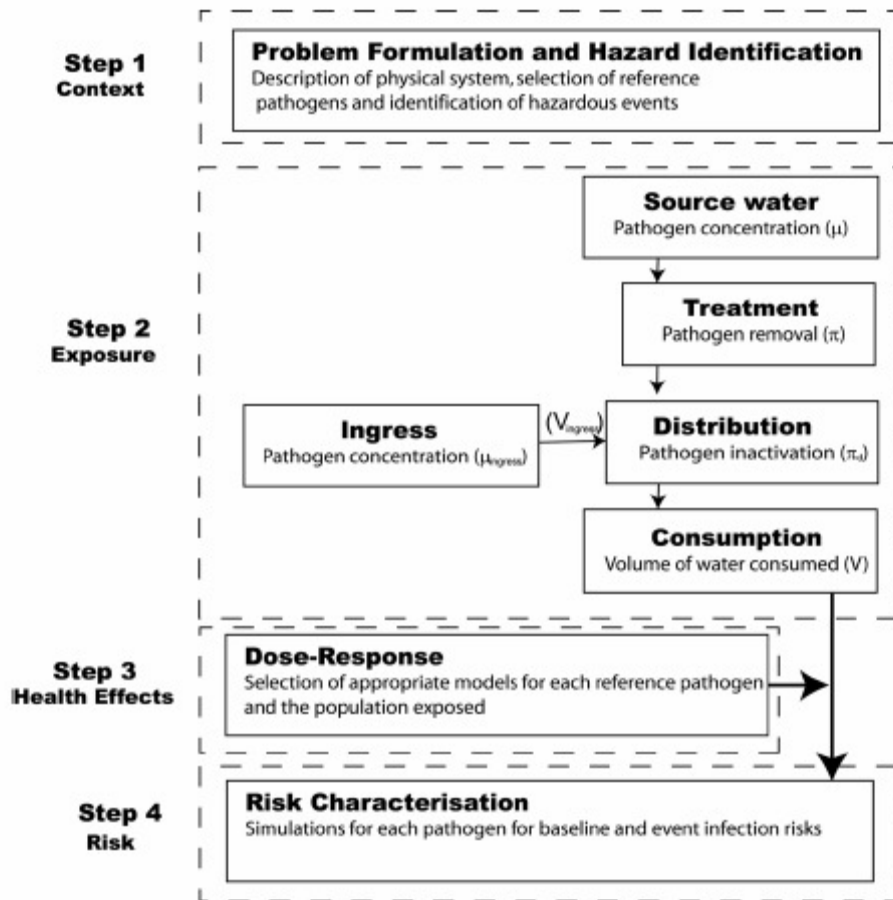 Step 1
Context
Problem Formulation and Hazard Identification
Description of physical system, selection of reference
pathogens and identification of hazardous events
Step 2
Exposure
Source water
Pathogen concentration (μ)
Treatment
Pathogen removal (π)
Ingress
Pathogen concentration (μingress)
(Vingress)
Distribution
Pathogen inactivation (πd)
Consumption
Volume of water consumed (V)
Step 3
Health Effects
Dose-Response
Selection of appropriate models for each reference pathogen
and the population exposed
Step 4
Risk
Risk Characterisation
Simulations for each pathogen for baseline and event infection risks